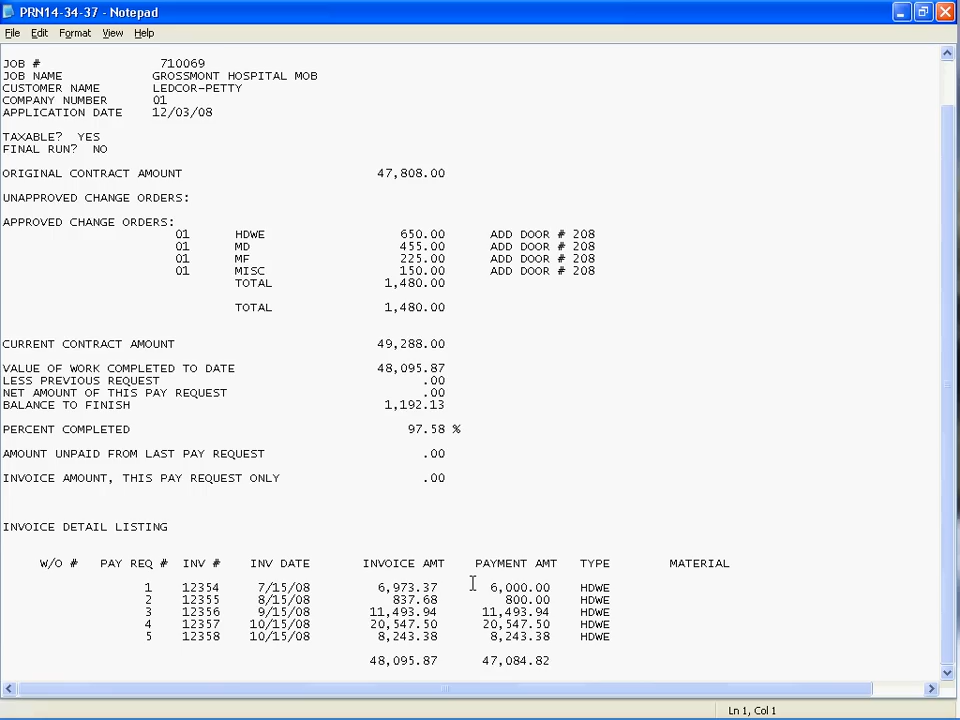 PRN14-34-37 - Notepad
File Edit Format View Help
JOB # 710069
JOB NAME GROSSMONT HOSPITAL MOB
CUSTOMER NAME LEDCOR-PETTY
COMPANY NUMBER 01
APPLICATION DATE 12/03/08
TAXABLE? YES
FINAL RUN? NO
ORIGINAL CONTRACT AMOUNT 47,808.00
UNAPPROVED CHANGE ORDERS:
APPROVED CHANGE ORDERS:
01 HDWE 650.00 ADD DOOR # 208
01 MD 455.00 ADD DOOR # 208
01 MF 225.00 ADD DOOR # 208
01 MISC 150.00 ADD DOOR # 208
TOTAL 1,480.00
TOTAL 1,480.00
CURRENT CONTRACT AMOUNT 49,288.00
VALUE OF WORK COMPLETED TO DATE 48,095.87
LESS PREVIOUS REQUEST .00
NET AMOUNT OF THIS PAY REQUEST .00
BALANCE TO FINISH 1,192.13
PERCENT COMPLETED 97.58 %
AMOUNT UNPAID FROM LAST PAY REQUEST .00
INVOICE AMOUNT, THIS PAY REQUEST ONLY .00
INVOICE DETAIL LISTING
W/O # PAY REQ # INV # INV DATE INVOICE AMT PAYMENT AMT TYPE MATERIAL
1 12354 7/15/08 6,973.37 6,000.00 HDWE
2 12355 8/15/08 837.68 800.00 HDWE
3 12356 9/15/08 11,493.94 11,493.94 HDWE
4 12357 10/15/08 20,547.50 20,547.50 HDWE
5 12358 10/15/08 8,243.38 8,243.38 HDWE
48,095.87 47,084.82
Ln 1, Col 1